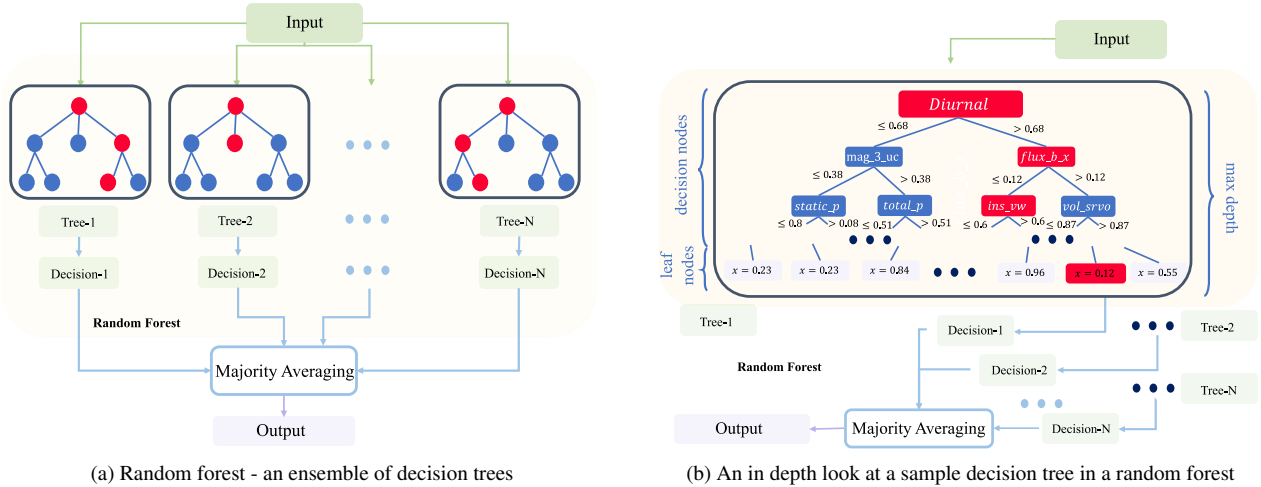 Input
Tree-1
Tree-2
Tree-N
Decision-1
Decision-2
Decision-N
Random Forest
Majority Averaging
Output
(a) Random forest - an ensemble of decision trees
Input
decision nodes
leaf
nodes
max depth
Diurnal
≤ 0.68
> 0.68
mag_3_uc
flux_b_x
≤ 0.38
> 0.38
≤ 0.12
> 0.12
static_p
total_p
ins_vw
vol_srvo
≤ 0.8
> 0.08
≤ 0.51
> 0.51
≤ 0.6
> 0.6
≤ 0.87
> 0.87
x = 0.23
x = 0.23
x = 0.84
x = 0.96
x = 0.12
x = 0.55
Tree-1
Decision-1
Tree-2
Random Forest
Decision-2
Tree-N
Output
Majority Averaging
Decision-N
(b) An in depth look at a sample decision tree in a random forest